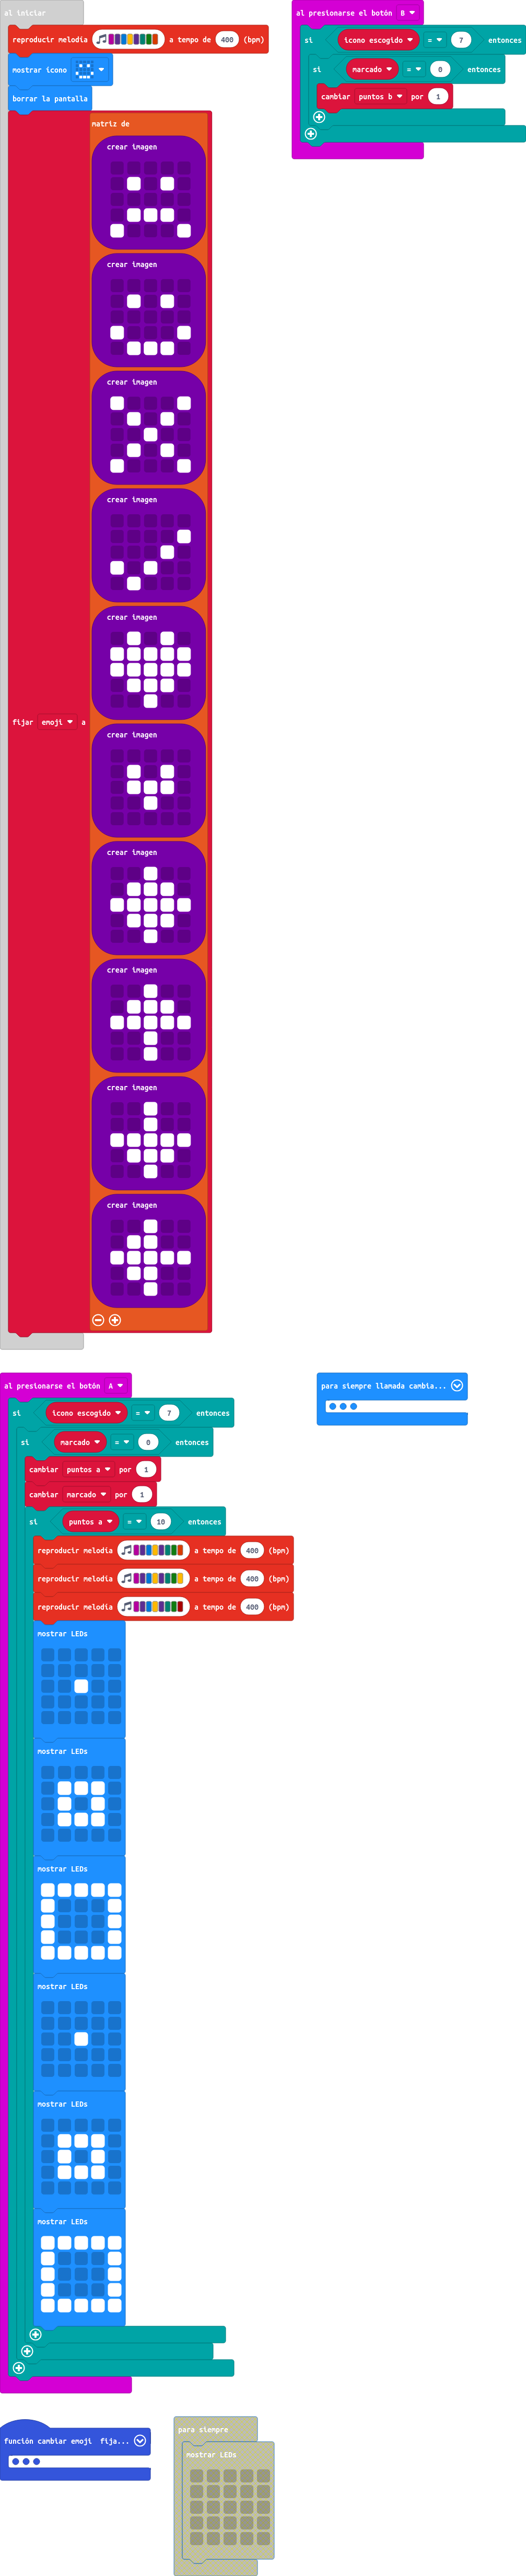 al iniciar
reproducir melodía a tempo de 400 (bpm)
mostrar ícono
borrar la pantalla
fijar emoji a
matriz de
crear imagen
crear imagen
crear imagen
crear imagen
crear imagen
crear imagen
crear imagen
crear imagen
crear imagen
crear imagen
al presionarse el botón B
si icono escogido = 7 entonces
si marcado = 0 entonces
cambiar puntos b por 1
al presionarse el botón A
si icono escogido = 7 entonces
si marcado = 0 entonces
cambiar puntos a por 1
cambiar marcado por 1
si puntos a = 10 entonces
reproducir melodía a tempo de 400 (bpm)
reproducir melodía a tempo de 400 (bpm)
reproducir melodía a tempo de 400 (bpm)
mostrar LEDs
mostrar LEDs
mostrar LEDs
mostrar LEDs
mostrar LEDs
mostrar LEDs
para siempre llamada cambia...
función cambiar emoji fija...
para siempre
mostrar LEDs